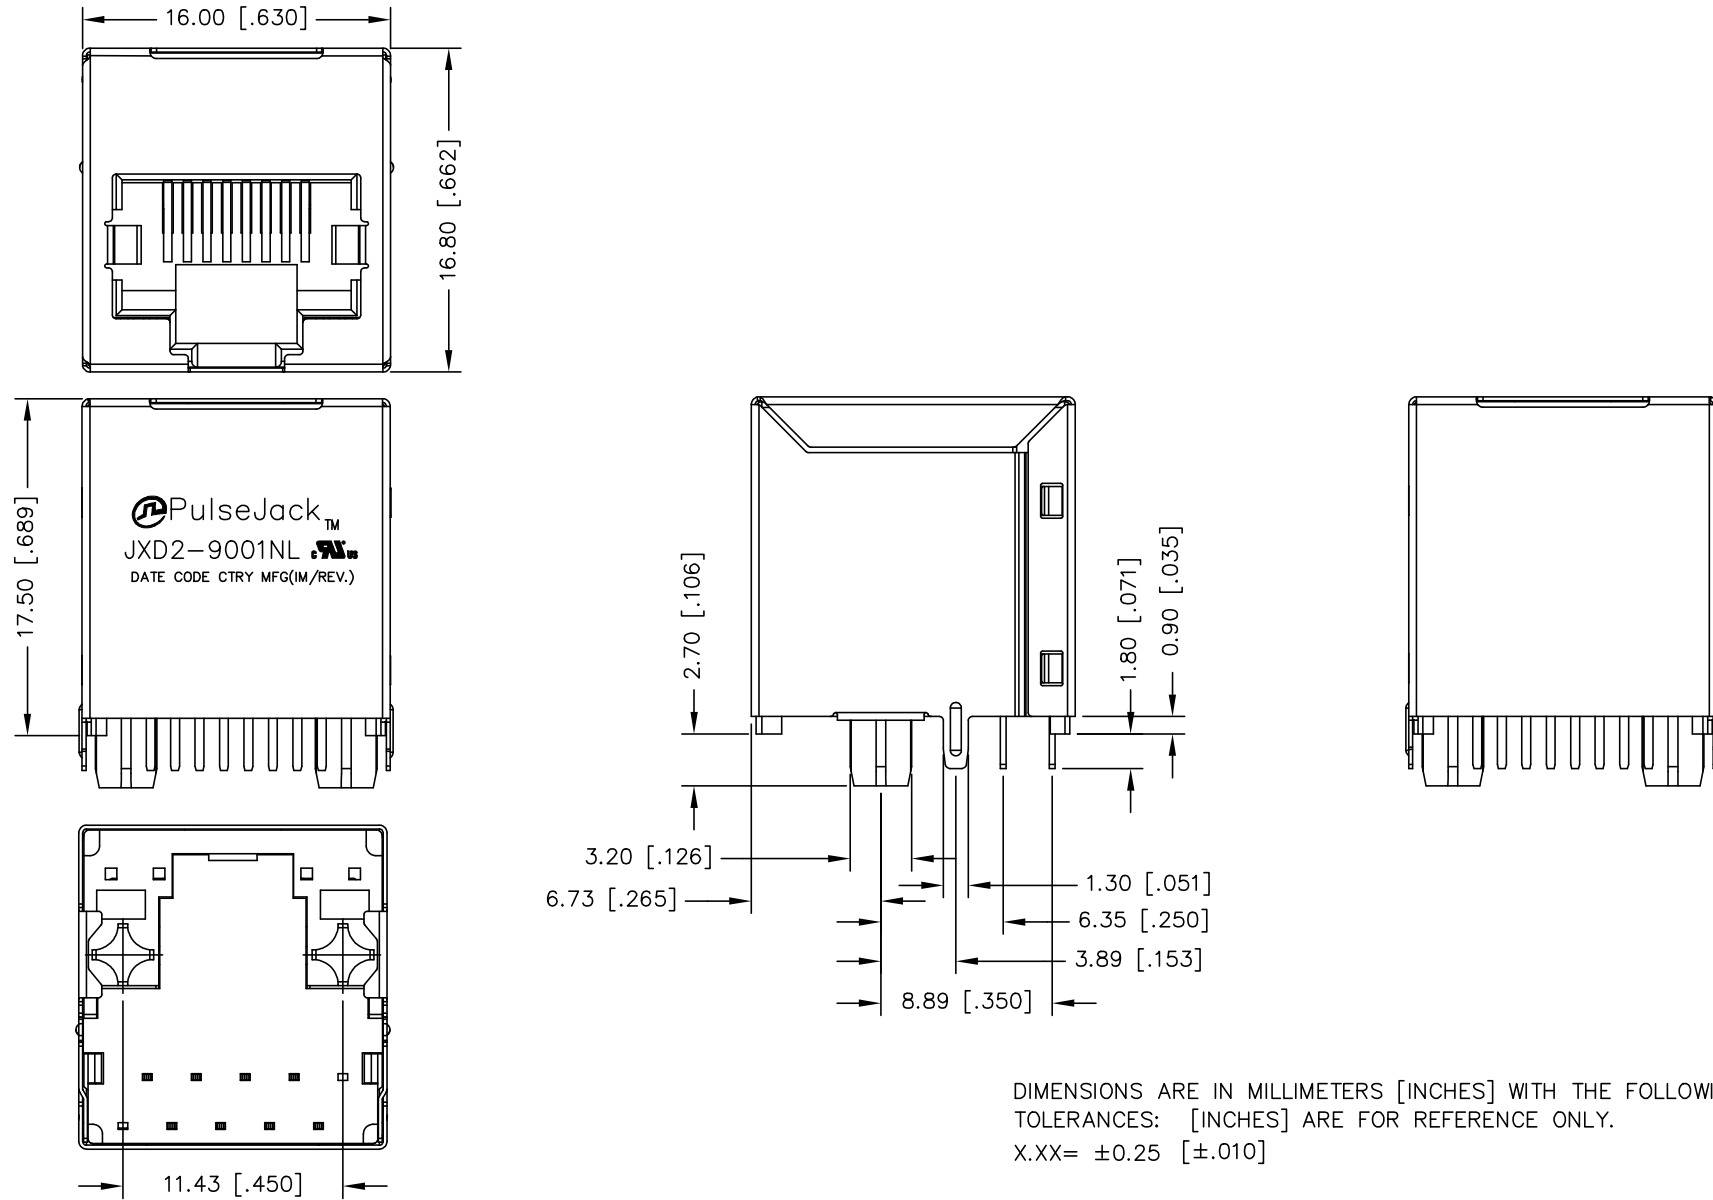 16.00 [.630]
16.80 [.662]
17.50 [.689]
PulseJack
TM
JXD2-9001NL c US
DATE CODE CTRY MFG(IM/REV.)
2.70 [.106]
1.80 [.071]
0.90 [.035]
3.20 [.126]
6.73 [.265]
1.30 [.051]
6.35 [.250]
3.89 [.153]
8.89 [.350]
11.43 [.450]
DIMENSIONS ARE IN MILLIMETERS [INCHES] WITH THE FOLLOWI
TOLERANCES: [INCHES] ARE FOR REFERENCE ONLY.
X.XX= ±0.25 [±.010]